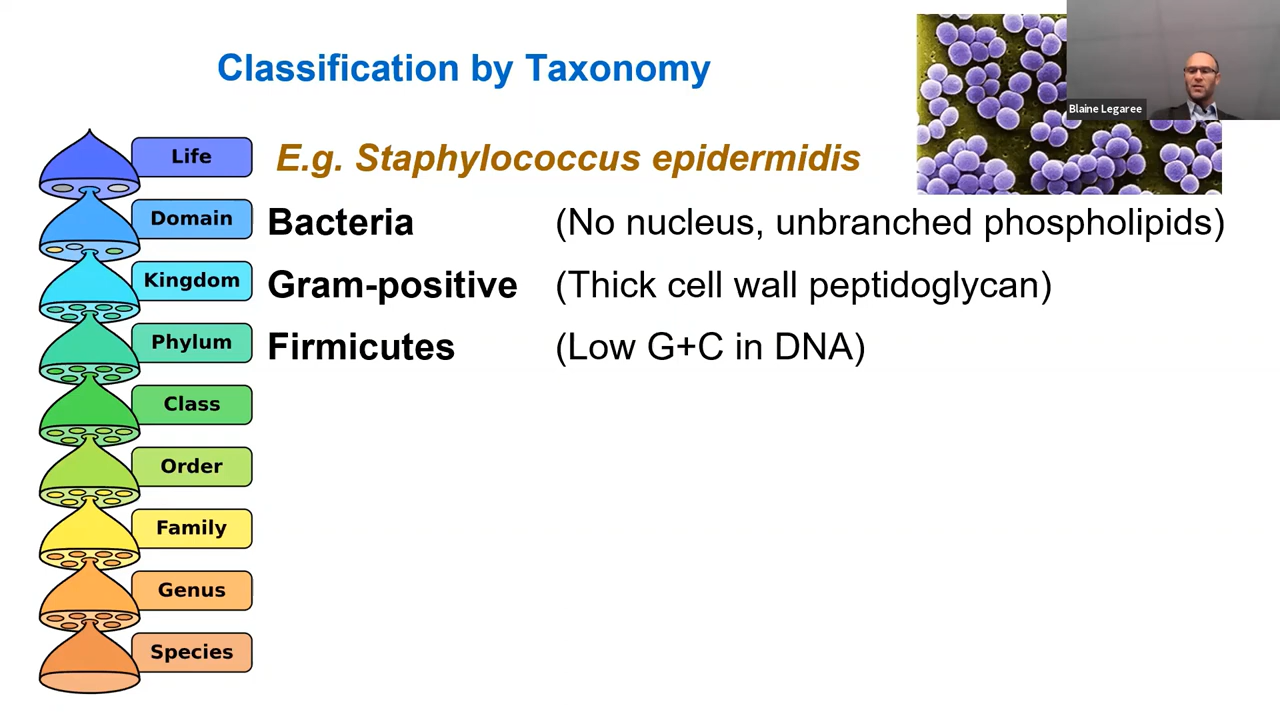 Classification by Taxonomy
Blaine Legaree
Life
E.g. Staphylococcus epidermidis
Domain
Bacteria (No nucleus, unbranched phospholipids)
Kingdom
Gram-positive (Thick cell wall peptidoglycan)
Phylum
Firmicutes (Low G+C in DNA)
Class
Order
Family
Genus
Species